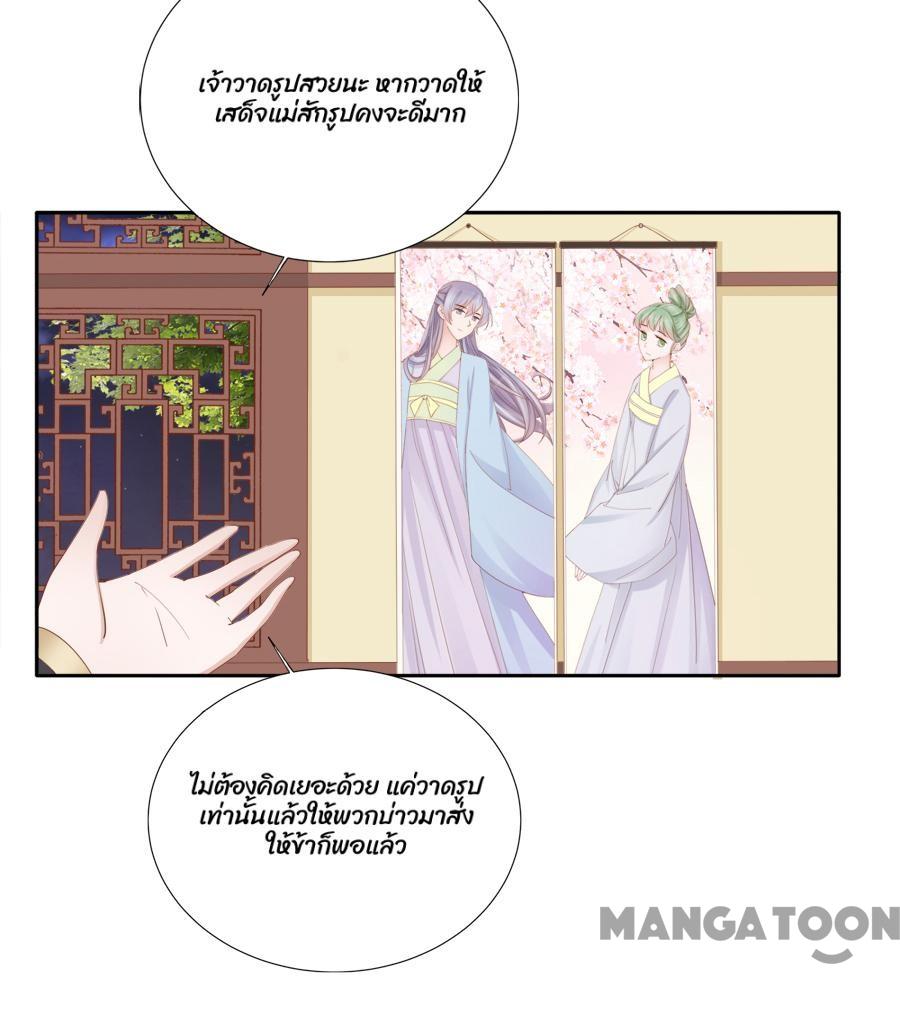 เจ้าวาดรูปสวยนะ หากวาดให้
เสด็จแม่สักรูปคงจะดีมาก
ไม่ต้องคิดเยอะด้วย แค่วาดรูป
เท่านั้นแล้วให้พวกบ่าวมาส่ง
ให้ข้าก็พอแล้ว
MANGATOON